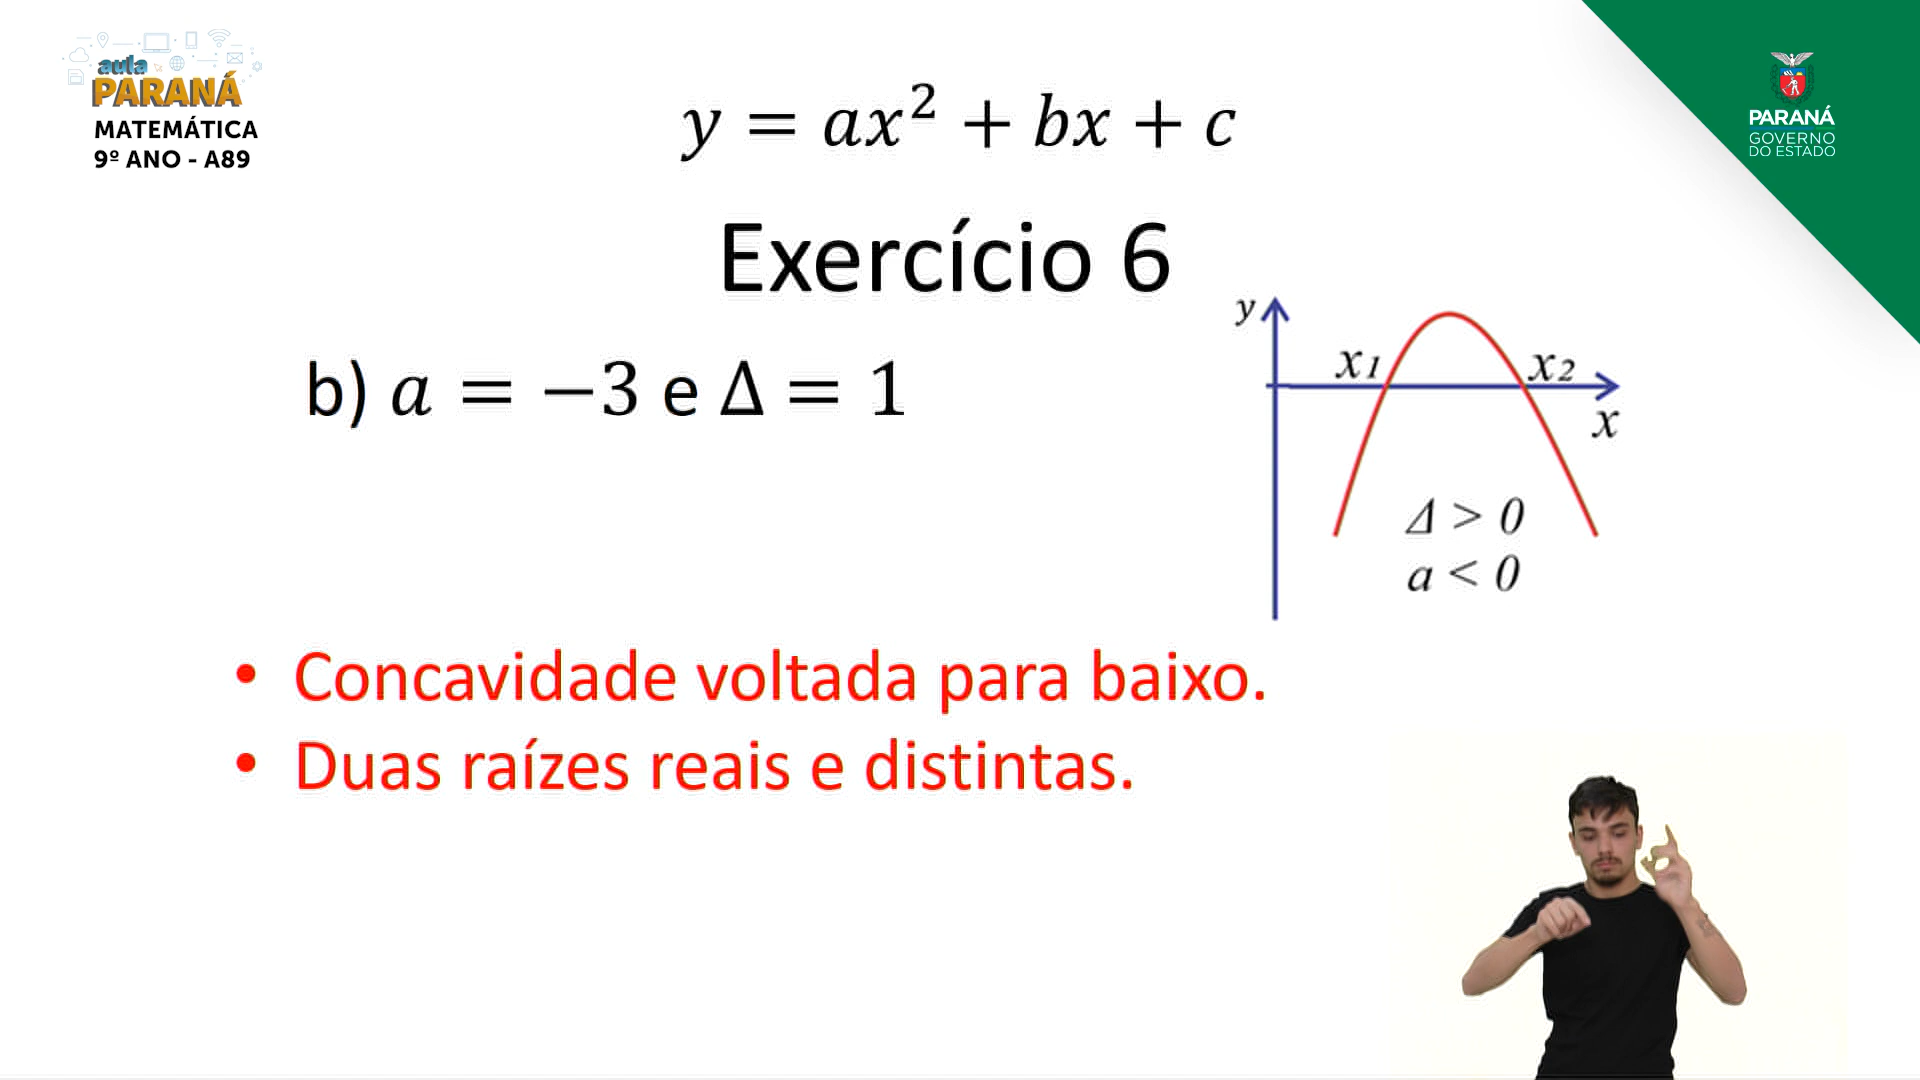 aula
PARANÁ
MATEMÁTICA
9º ANO - A89
y = ax² + bx + c
PARANÁ
GOVERNO
DO ESTADO
Exercício 6
b) a = −3 e Δ = 1
y
x1
x2
x
Δ > 0
a < 0
• Concavidade voltada para baixo.
• Duas raízes reais e distintas.